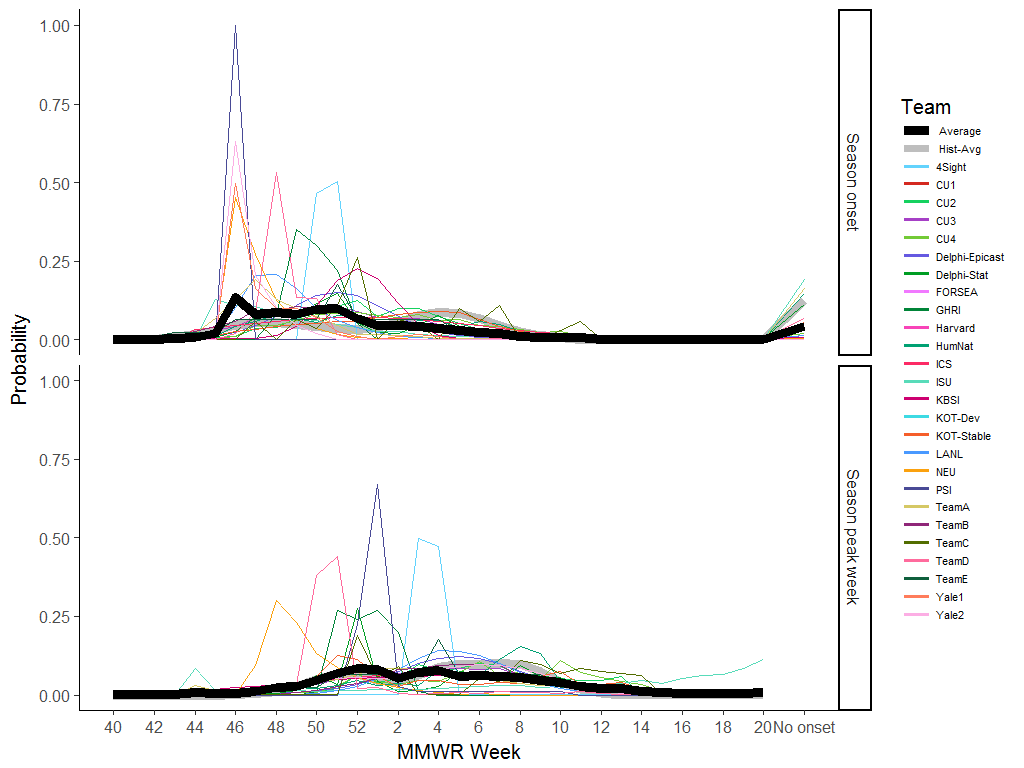 1.00
0.75
0.50
0.25
0.00
Season onset
1.00
0.75
0.50
0.25
0.00
Season peak week
Probability
40 42 44 46 48 50 52 2 4 6 8 10 12 14 16 18 20 No onset
MMWR Week
Team
Average
Hist-Avg
4Sight
CU1
CU2
CU3
CU4
Delphi-Epicast
Delphi-Stat
FORSEA
GHRI
Harvard
HumNat
ICS
ISU
KBSI
KOT-Dev
KOT-Stable
LANL
NEU
PSI
TeamA
TeamB
TeamC
TeamD
TeamE
Yale1
Yale2